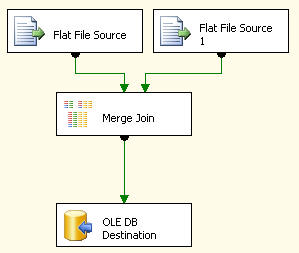 Flat File Source
Flat File Source
1
Merge Join
OLE DB
Destination